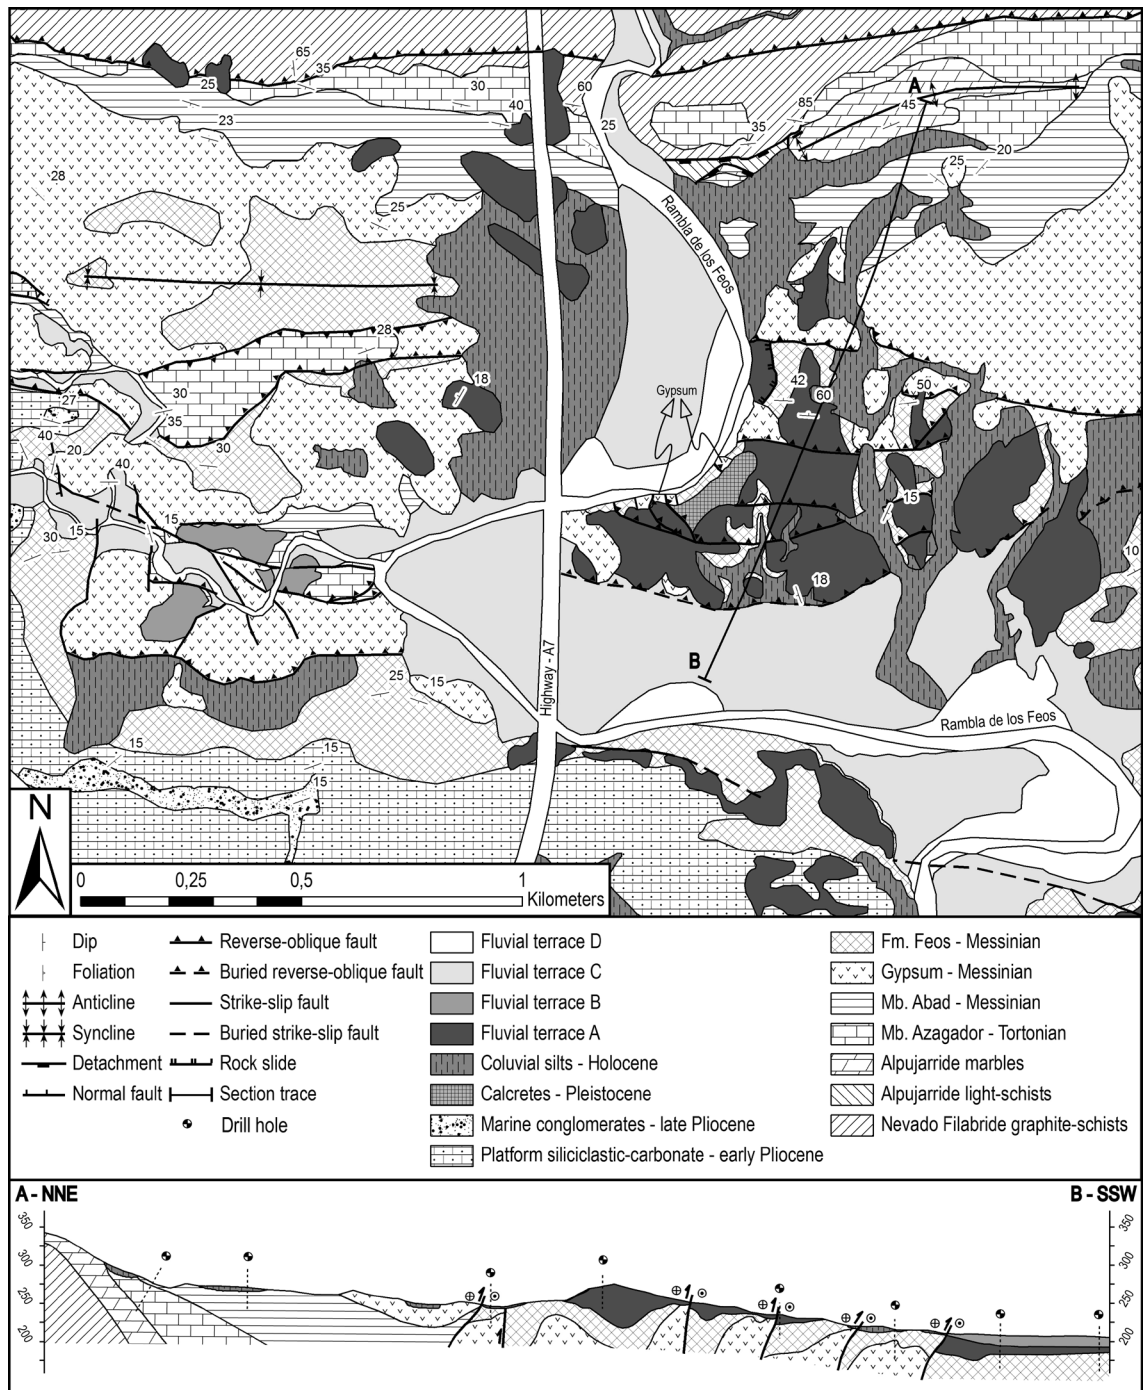 65
35
25
30
60
40
25
23
85
35
A
45
20
25
28
25
Rambla de los Feos
28
18
Gypsum
42
60
50
30
27
35
30
40
20
40
15
15
30
15
10
18
Highway - A7
B
25
15
Rambla de los Feos
15
15
15
N
0 0,25 0,5 1
Kilometers
Dip
Foliation
Anticline
Syncline
Detachment
Normal fault
Reverse-oblique fault
Buried reverse-oblique fault
Strike-slip fault
Buried strike-slip fault
Rock slide
Section trace
Drill hole
Fluvial terrace D
Fluvial terrace C
Fluvial terrace B
Fluvial terrace A
Coluvial silts - Holocene
Calcretes - Pleistocene
Marine conglomerates - late Pliocene
Platform siliciclastic-carbonate - early Pliocene
Fm. Feos - Messinian
Gypsum - Messinian
Mb. Abad - Messinian
Mb. Azagador - Tortonian
Alpujarride marbles
Alpujarride light-schists
Nevado Filabride graphite-schists
A - NNE
B - SSW
350
300
250
200
350
300
250
200